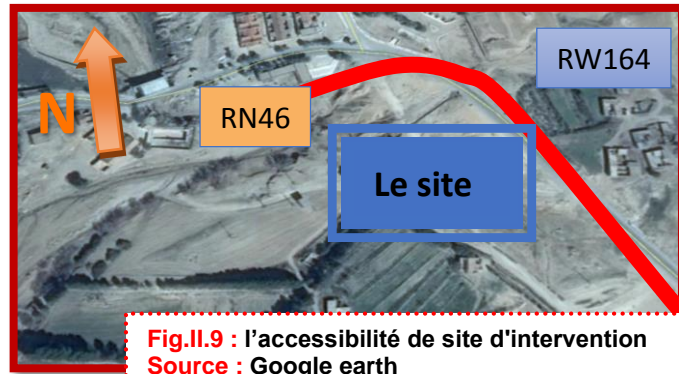 RW164
N
RN46
Le site
Fig.II.9 : l’accessibilité de site d'intervention
Source : Google earth